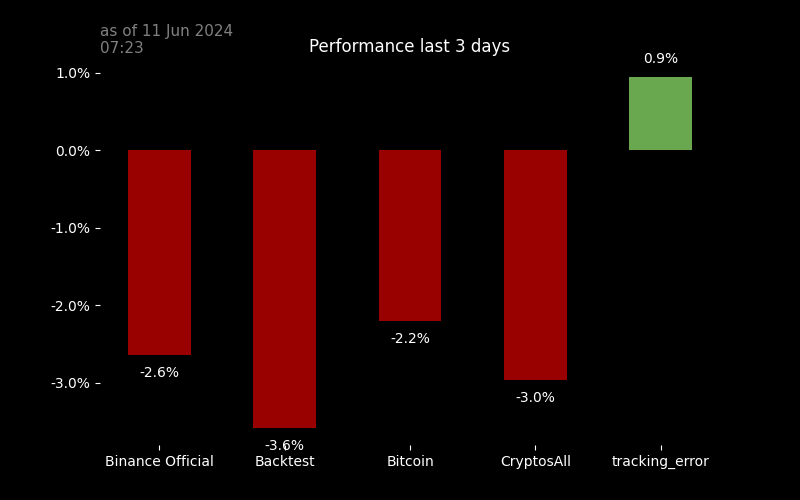 as of 11 Jun 2024
07:23
Performance last 3 days
0.9%
1.0%
0.0%
-1.0%
-2.0%
-3.0%
-2.6%
-3.6%
-2.2%
-3.0%
Binance Official
Backtest
Bitcoin
CryptosAll
tracking_error